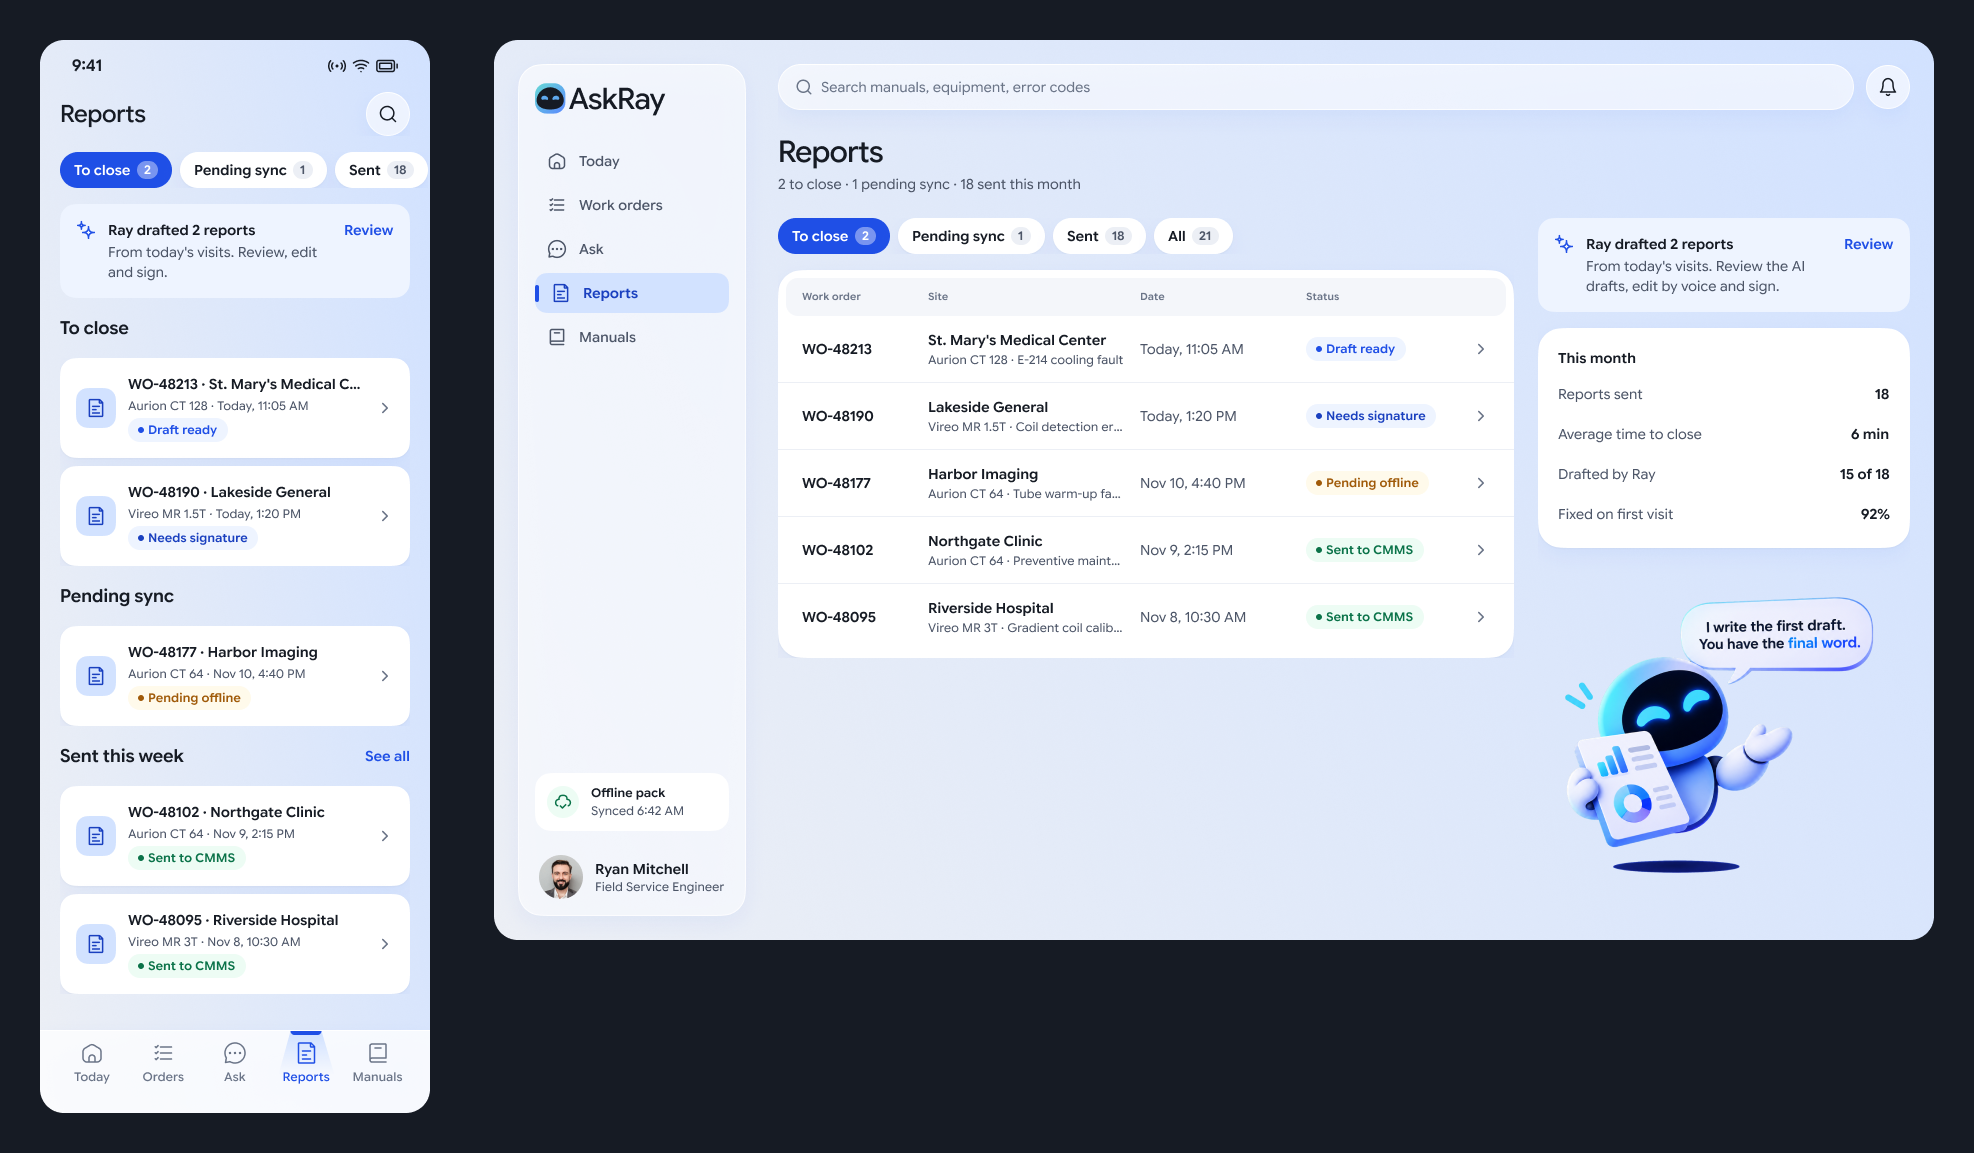 9:41
Reports
To close 2
Pending sync 1
Sent 18
Ray drafted 2 reports
Review
From today's visits. Review, edit
and sign.
To close
WO-48213 · St. Mary's Medical C...
Aurion CT 128 · Today, 11:05 AM
Draft ready
WO-48190 · Lakeside General
Vireo MR 1.5T · Today, 1:20 PM
Needs signature
Pending sync
WO-48177 · Harbor Imaging
Aurion CT 64 · Nov 10, 4:40 PM
Pending offline
Sent this week
See all
WO-48102 · Northgate Clinic
Aurion CT 64 · Nov 9, 2:15 PM
Sent to CMMS
WO-48095 · Riverside Hospital
Vireo MR 3T · Nov 8, 10:30 AM
Sent to CMMS
Today
Orders
Ask
Reports
Manuals
AskRay
Today
Work orders
Ask
Reports
Manuals
Offline pack
Synced 6:42 AM
Ryan Mitchell
Field Service Engineer
Search manuals, equipment, error codes
Reports
2 to close · 1 pending sync · 18 sent this month
To close 2
Pending sync 1
Sent 18
All 21
Work order
Site
Date
Status
WO-48213
St. Mary's Medical Center
Aurion CT 128 · E-214 cooling fault
Today, 11:05 AM
Draft ready
WO-48190
Lakeside General
Vireo MR 1.5T · Coil detection er...
Today, 1:20 PM
Needs signature
WO-48177
Harbor Imaging
Aurion CT 64 · Tube warm-up fa...
Nov 10, 4:40 PM
Pending offline
WO-48102
Northgate Clinic
Aurion CT 64 · Preventive maint...
Nov 9, 2:15 PM
Sent to CMMS
WO-48095
Riverside Hospital
Vireo MR 3T · Gradient coil calib...
Nov 8, 10:30 AM
Sent to CMMS
Ray drafted 2 reports
Review
From today's visits. Review the AI
drafts, edit by voice and sign.
This month
Reports sent
18
Average time to close
6 min
Drafted by Ray
15 of 18
Fixed on first visit
92%
I write the first draft.
You have the final word.